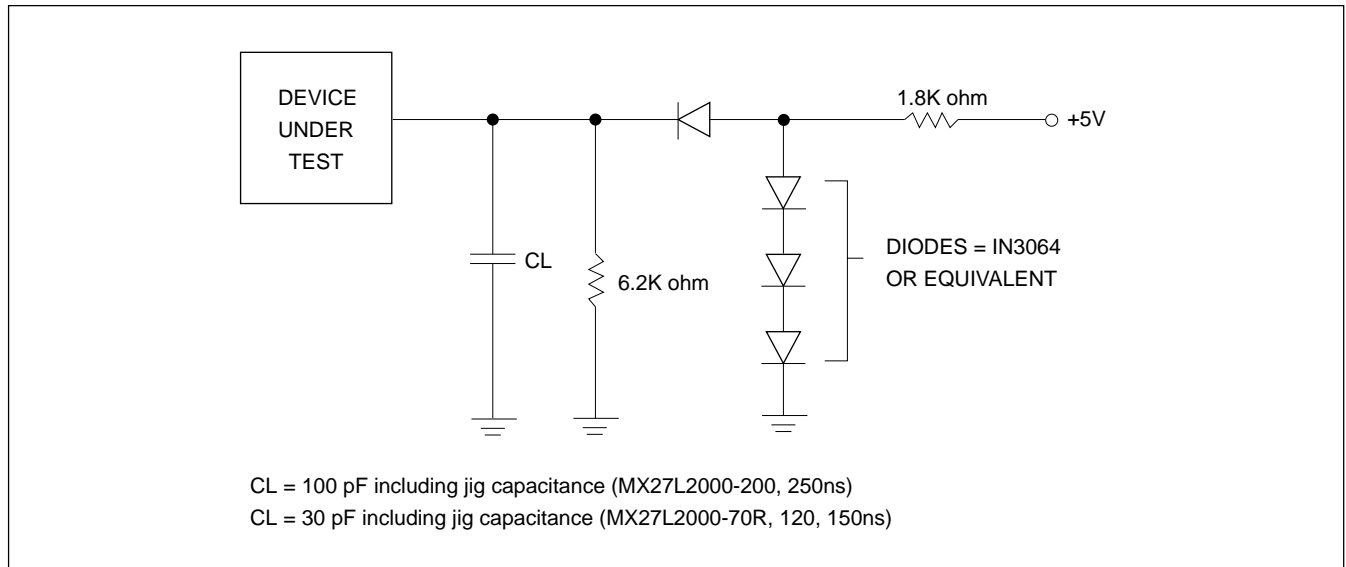 DEVICE
UNDER
TEST
1.8K ohm
+5V
CL
6.2K ohm
DIODES = IN3064
OR EQUIVALENT
CL = 100 pF including jig capacitance (MX27L2000-200, 250ns)
CL = 30 pF including jig capacitance (MX27L2000-70R, 120, 150ns)